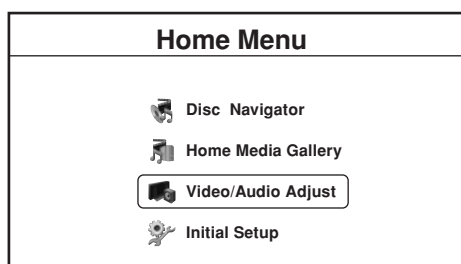 Home Menu
Disc Navigator
Home Media Gallery
Video/Audio Adjust
Initial Setup